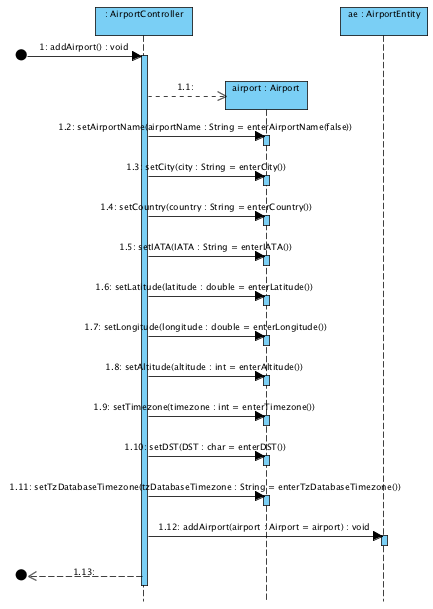 : AirportController
ae : AirportEntity
1: addAirport() : void
1.1:
airport : Airport
1.2: setAirportName(airportName : String = enterAirportName(false))
1.3: setCity(city : String = enterCity())
1.4: setCountry(country : String = enterCountry())
1.5: setIATA(IATA : String = enterIATA())
1.6: setLatitude(latitude : double = enterLatitude())
1.7: setLongitude(longitude : double = enterLongitude())
1.8: setAltitude(altitude : int = enterAltitude())
1.9: setTimezone(timezone : int = enterTimezone())
1.10: setDST(DST : char = enterDST())
1.11: setTzDatabaseTimezone(tzDatabaseTimezone : String = enterTzDatabaseTimezone())
1.12: addAirport(airport : Airport = airport) : void
1.13: